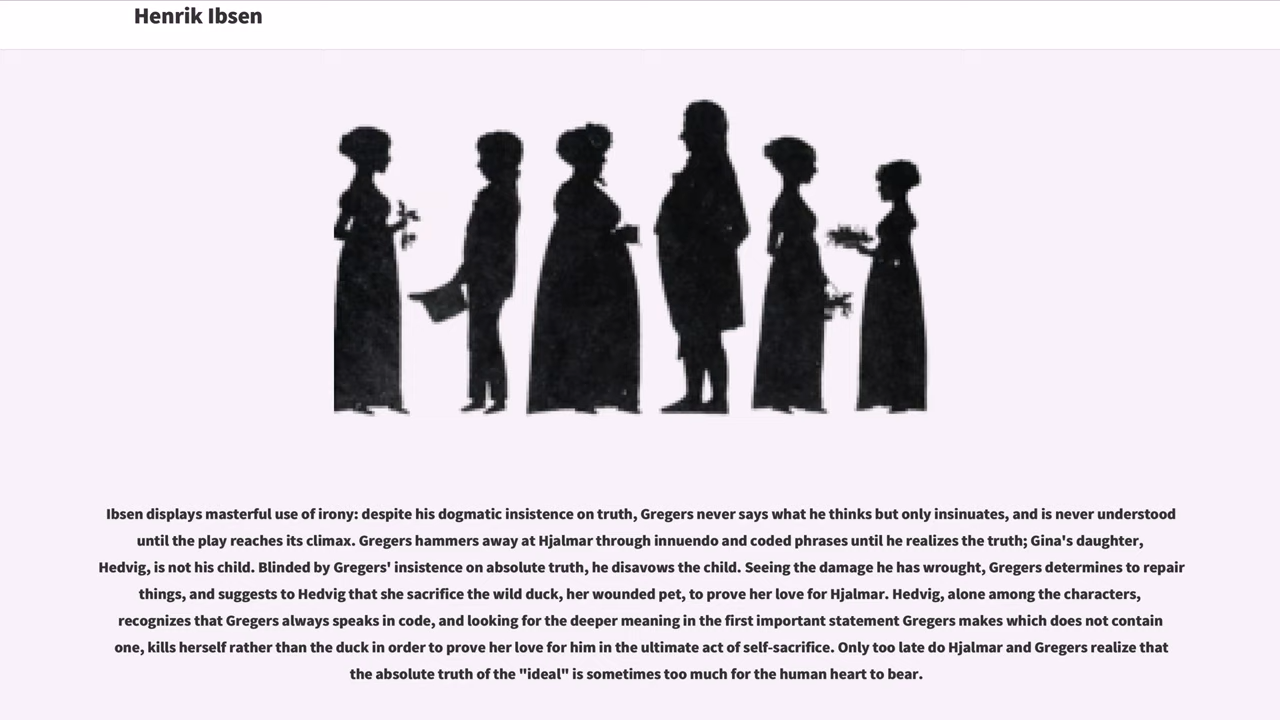 Henrik Ibsen
Ibsen displays masterful use of irony: despite his dogmatic insistence on truth, Gregers never says what he thinks but only insinuates, and is never understood
until the play reaches its climax. Gregers hammers away at Hjalmar through innuendo and coded phrases until he realizes the truth; Gina's daughter,
Hedvig, is not his child. Blinded by Gregers' insistence on absolute truth, he disavows the child. Seeing the damage he has wrought, Gregers determines to repair
things, and suggests to Hedvig that she sacrifice the wild duck, her wounded pet, to prove her love for Hjalmar. Hedvig, alone among the characters,
recognizes that Gregers always speaks in code, and looking for the deeper meaning in the first important statement Gregers makes which does not contain
one, kills herself rather than the duck in order to prove her love for him in the ultimate act of self-sacrifice. Only too late do Hjalmar and Gregers realize that
the absolute truth of the "ideal" is sometimes too much for the human heart to bear.